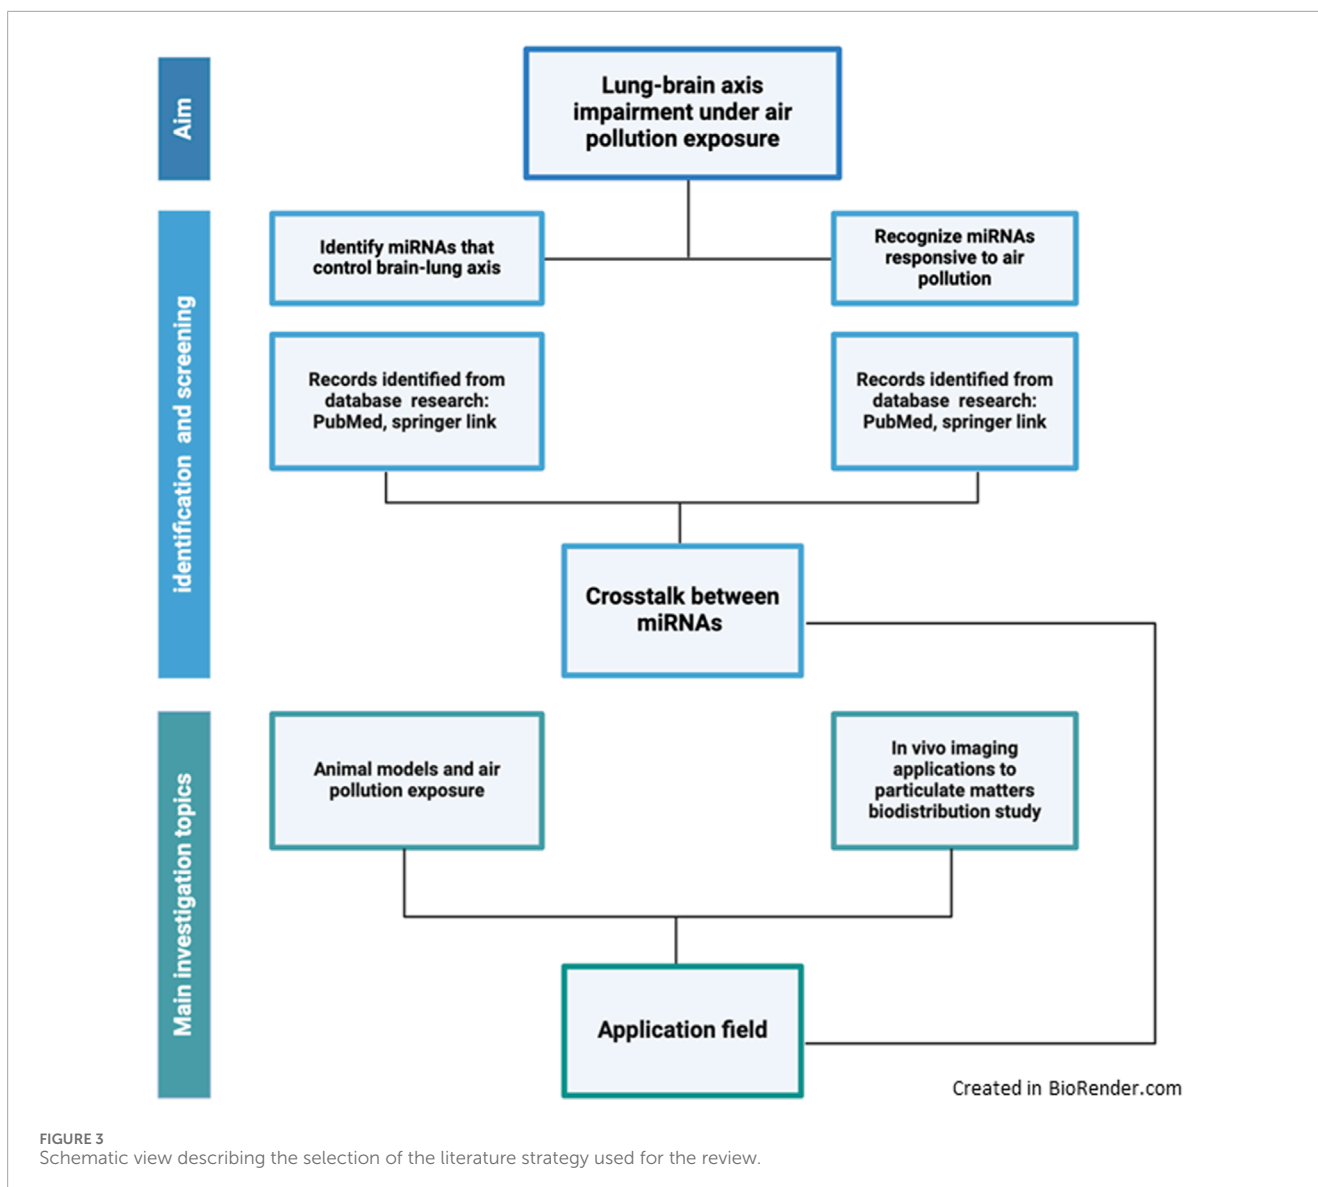 Aim
Lung-brain axis
impairment under air
pollution exposure
identification and screening
Identify miRNAs that
control brain-lung axis
Recognize miRNAs
responsive to air
pollution
Records identified from
database research:
PubMed, springer link
Records identified from
database research:
PubMed, springer link
Crosstalk between
miRNAs
Main investigation topics
Animal models and air
pollution exposure
In vivo imaging
applications to
particulate matters
biodistribution study
Application field
Created in BioRender.com
FIGURE 3
Schematic view describing the selection of the literature strategy used for the review.